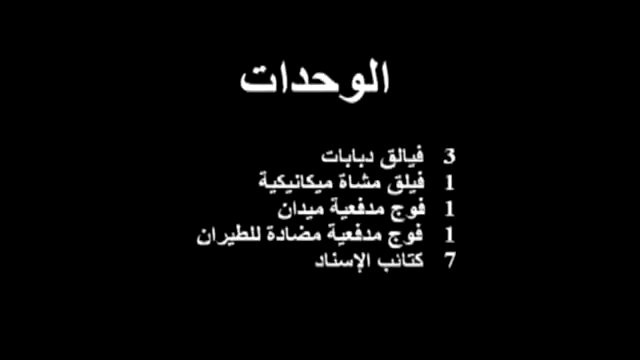 الوحدات
3 فيالق دبابات
1 فيلق مشاة ميكانيكية
1 فوج مدفعية ميدان
1 فوج مدفعية مضادة للطيران
7 كتائب الإسناد